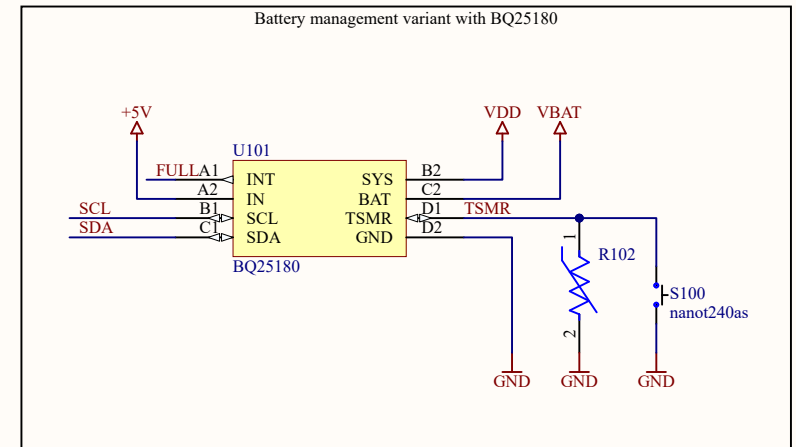 Battery management variant with BQ25180
+5V
VDD
VBAT
U101
FULL A1 INT
A2 IN
SCL B1 SCL
SDA C1 SDA
SYS B2
BAT C2
TSMR D1 TSMR
GND D2
BQ25180
1
R102
2
S100
nanot240as
GND
GND
GND